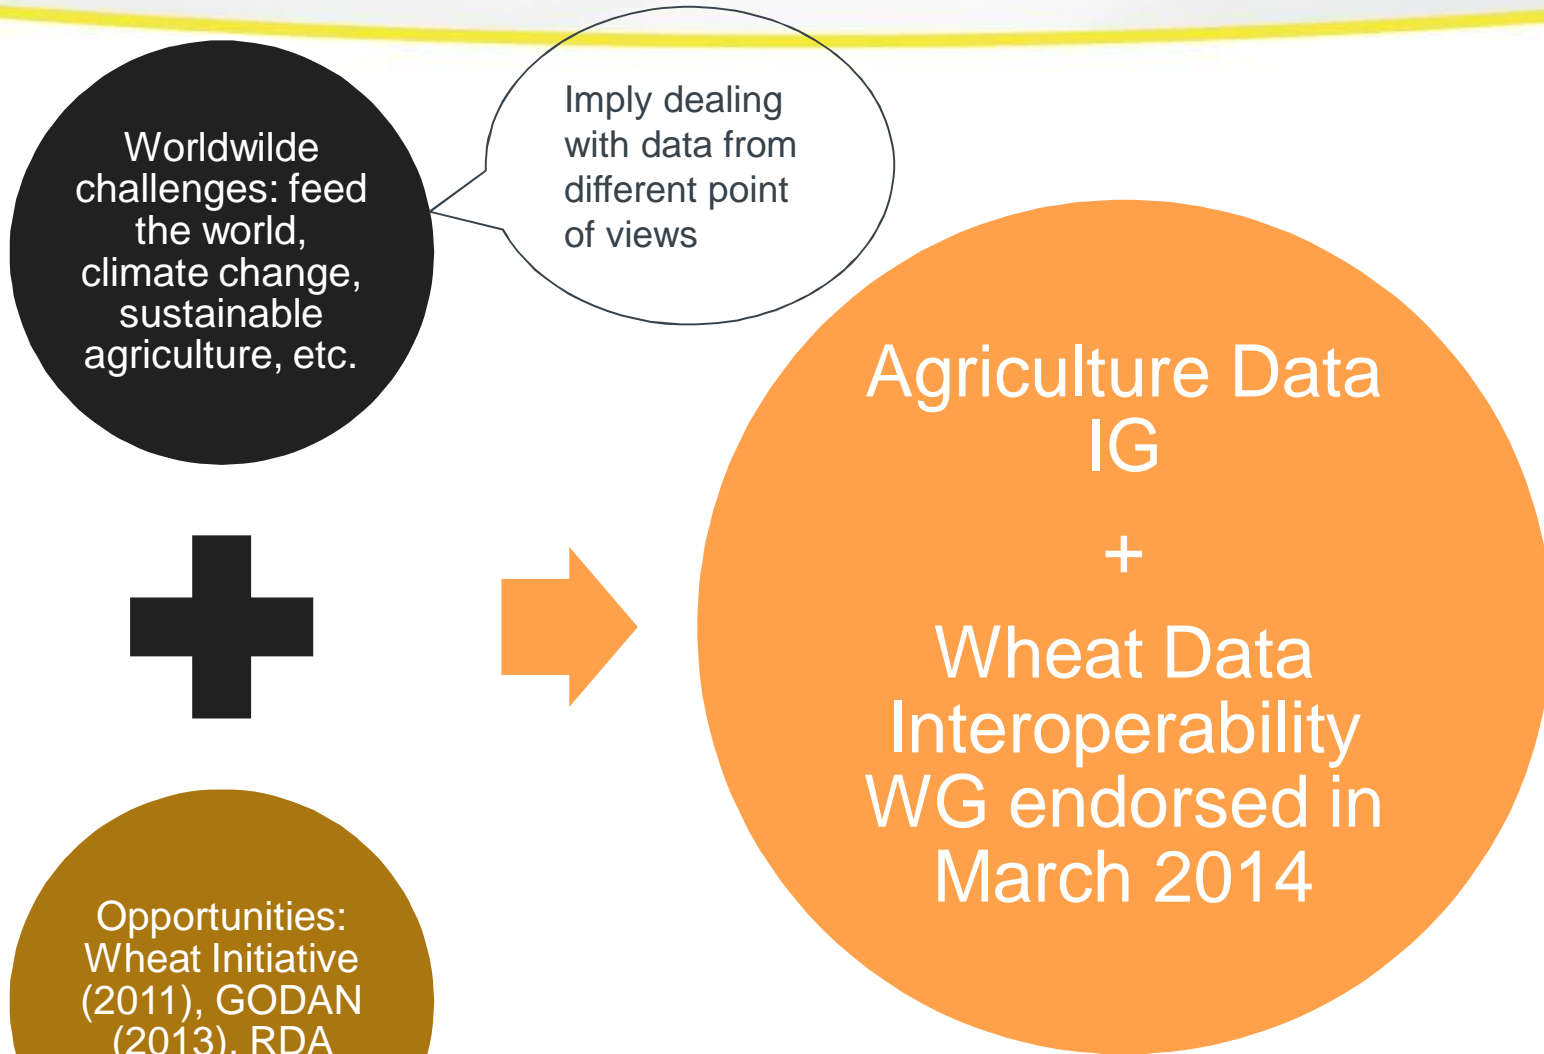 Worldwilde
challenges: feed
the world,
climate change,
sustainable
agriculture, etc.
Imply dealing
with data from
different point
of views
Opportunities:
Wheat Initiative
(2011), GODAN
(2013), RDA
Agriculture Data
IG
+
Wheat Data
Interoperability
WG endorsed in
March 2014